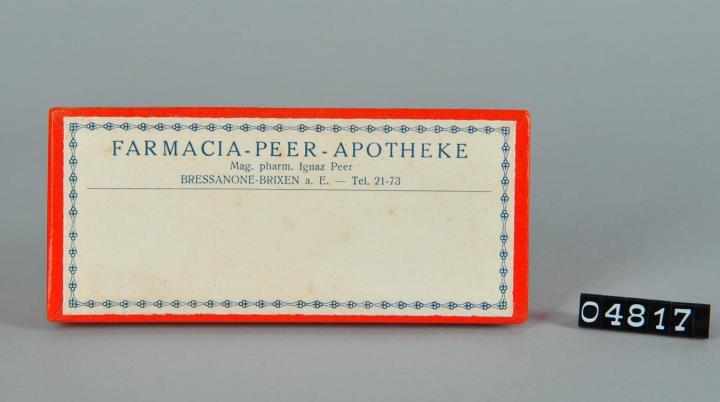 FARMACIA-PEER-APOTHEKE
Mag. pharm. Ignaz Peer
BRESSANONE-BRIXEN a. E. — Tel. 21-73
04817